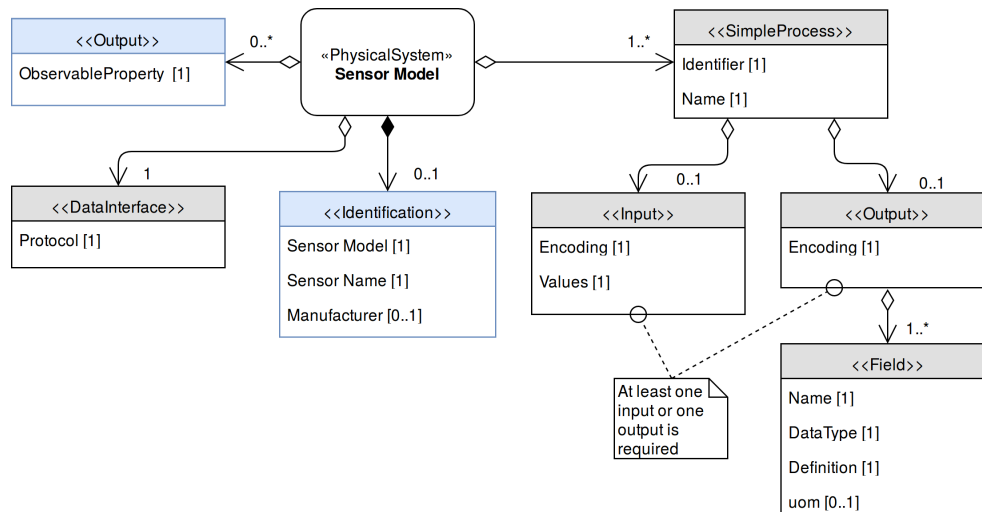 <<Output>>
ObservableProperty [1]
0..*
«PhysicalSystem»
Sensor Model
1..*
<<SimpleProcess>>
Identifier [1]
Name [1]
1
<<DataInterface>>
Protocol [1]
0..1
<<Identification>>
Sensor Model [1]
Sensor Name [1]
Manufacturer [0..1]
0..1
<<Input>>
Encoding [1]
Values [1]
0..1
<<Output>>
Encoding [1]
At least one
input or one
output is
required
1..*
<<Field>>
Name [1]
DataType [1]
Definition [1]
uom [0..1]